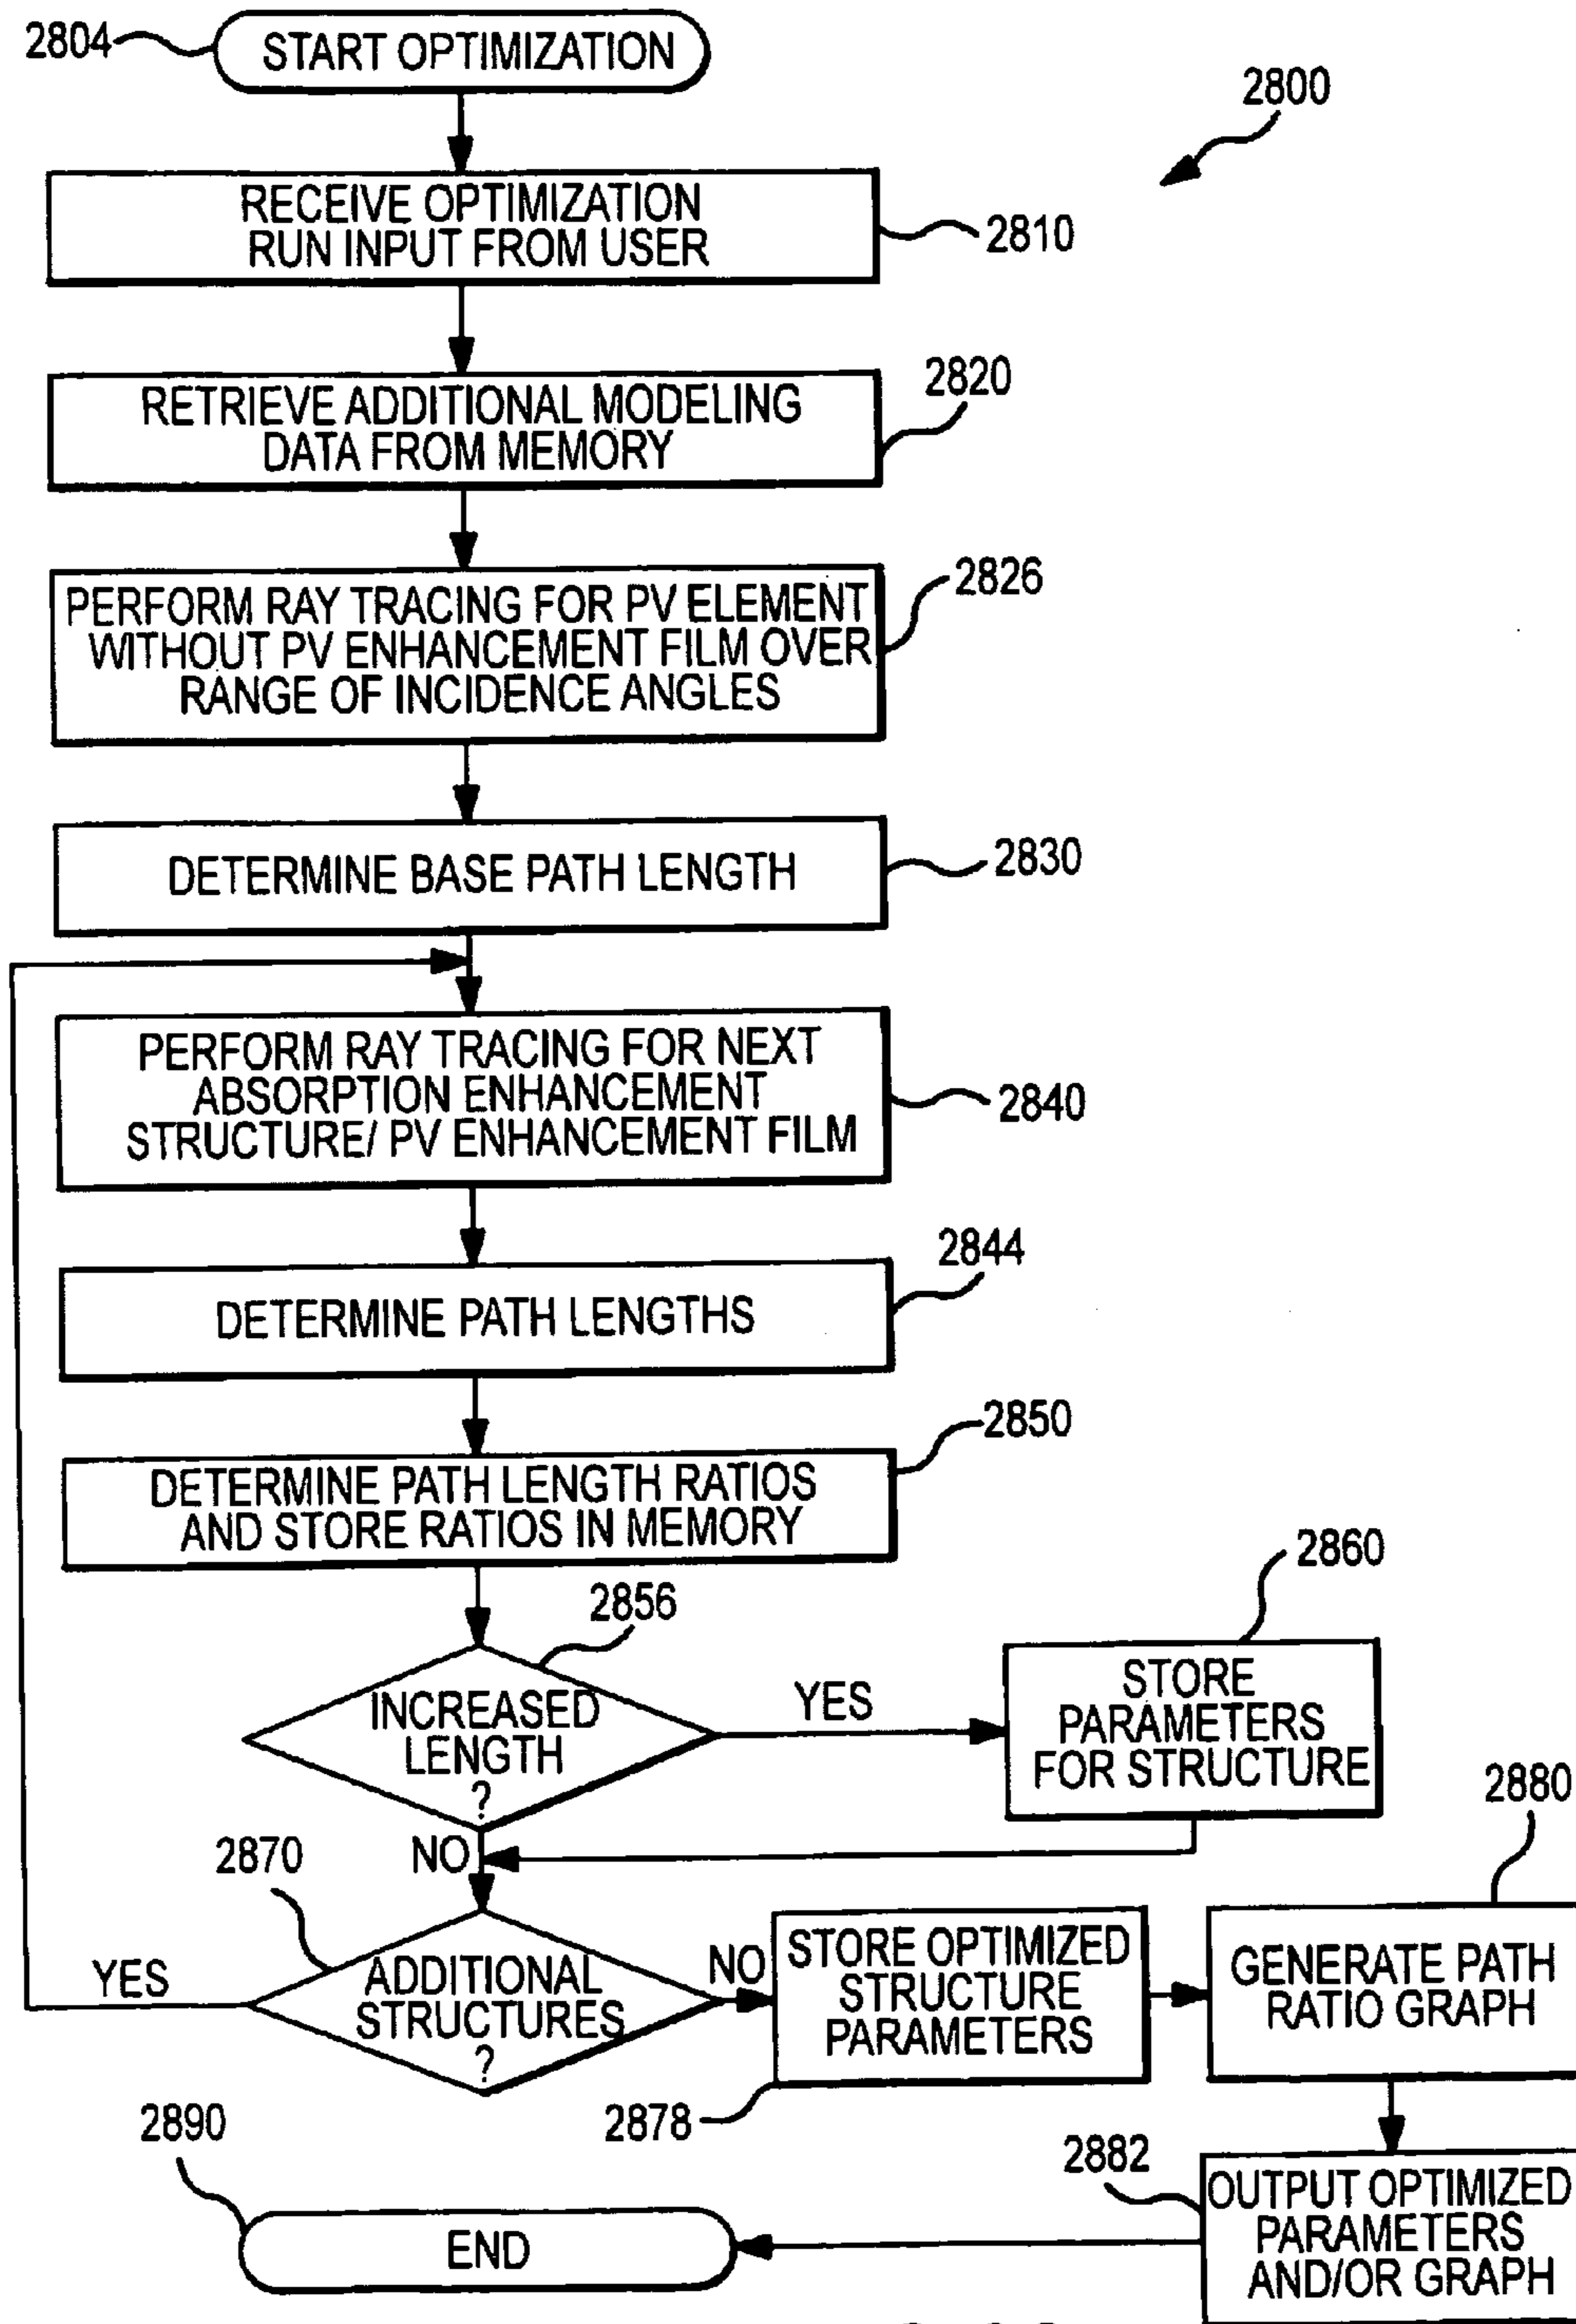 2804
START OPTIMIZATION
2800
RECEIVE OPTIMIZATION
RUN INPUT FROM USER
2810
RETRIEVE ADDITIONAL MODELING
DATA FROM MEMORY
2820
PERFORM RAY TRACING FOR PV ELEMENT
WITHOUT PV ENHANCEMENT FILM OVER
RANGE OF INCIDENCE ANGLES
2826
DETERMINE BASE PATH LENGTH
2830
PERFORM RAY TRACING FOR NEXT
ABSORPTION ENHANCEMENT
STRUCTURE/ PV ENHANCEMENT FILM
2840
DETERMINE PATH LENGTHS
2844
DETERMINE PATH LENGTH RATIOS
AND STORE RATIOS IN MEMORY
2850
2856
INCREASED
LENGTH
?
YES
2860
STORE
PARAMETERS
FOR STRUCTURE
NO
2870
ADDITIONAL
STRUCTURES
?
YES
NO
STORE OPTIMIZED
STRUCTURE
PARAMETERS
2878
2880
GENERATE PATH
RATIO GRAPH
2882
OUTPUT OPTIMIZED
PARAMETERS
AND/OR GRAPH
2890
END